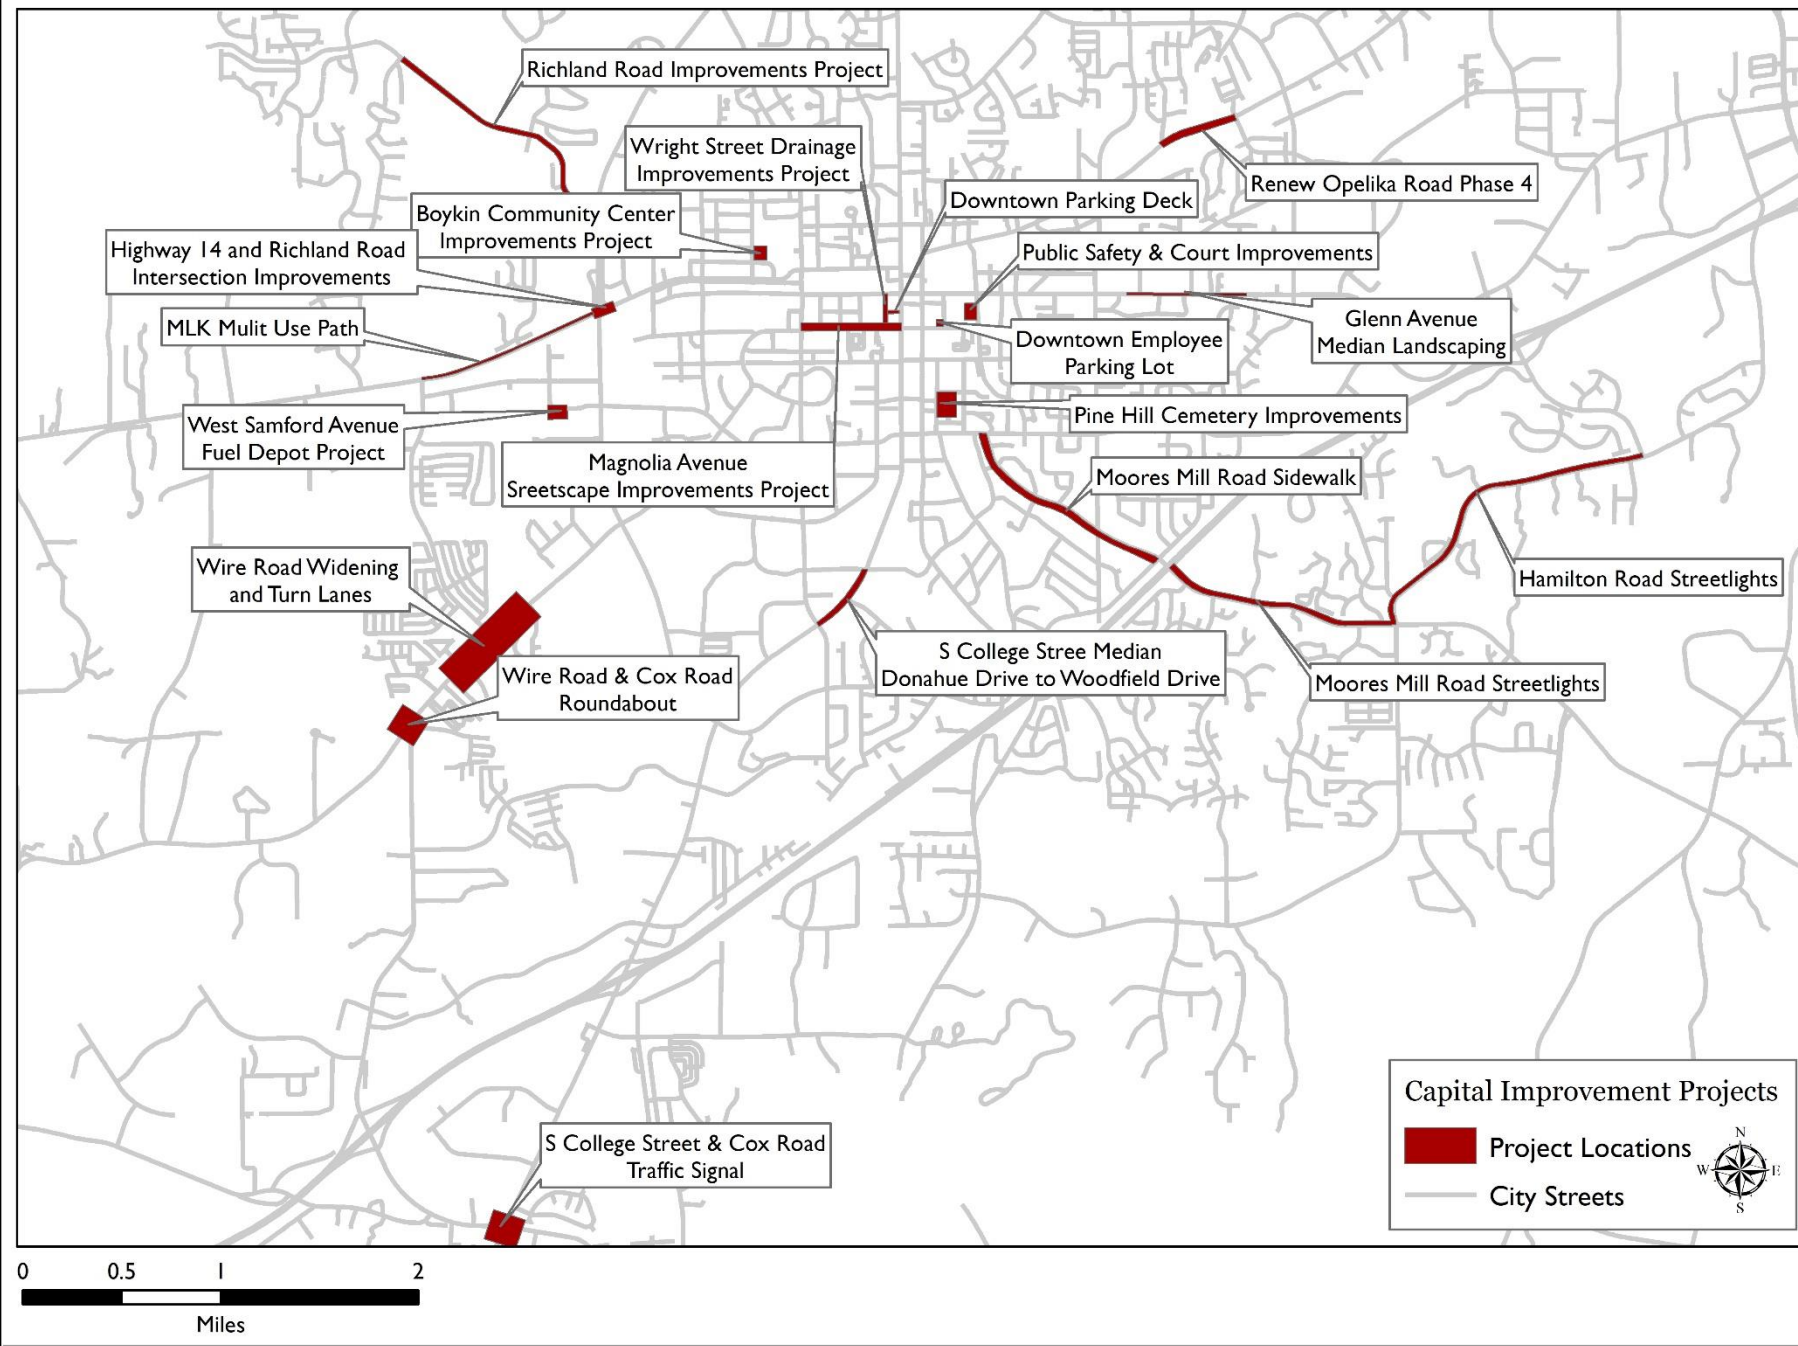 Richland Road Improvements Project
Wright Street Drainage
Improvements Project
Renew Opelika Road Phase 4
Downtown Parking Deck
Boykin Community Center
Improvements Project
Highway 14 and Richland Road
Intersection Improvements
Public Safety & Court Improvements
MLK Mulit Use Path
Glenn Avenue
Median Landscaping
Downtown Employee
Parking Lot
West Samford Avenue
Fuel Depot Project
Pine Hill Cemetery Improvements
Magnolia Avenue
Sreetscape Improvements Project
Moores Mill Road Sidewalk
Wire Road Widening
and Turn Lanes
Hamilton Road Streetlights
S College Stree Median
Donahue Drive to Woodfield Drive
Wire Road & Cox Road
Roundabout
Moores Mill Road Streetlights
S College Street & Cox Road
Traffic Signal
Capital Improvement Projects
Project Locations
City Streets
N
W E
S
0 0.5 1 2
Miles